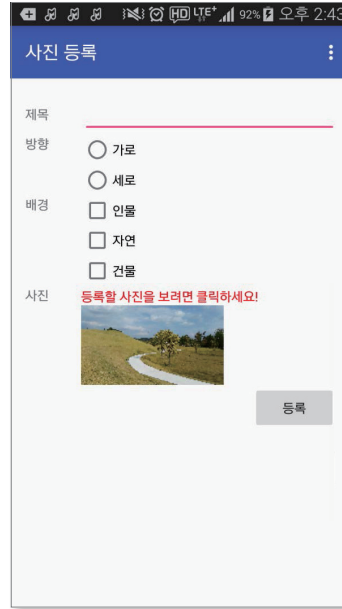 HD LTE+ 92% 오후 2:43
사진 등록
제목
방향
가로
세로
배경
인물
자연
건물
사진
등록할 사진을 보려면 클릭하세요!
등록